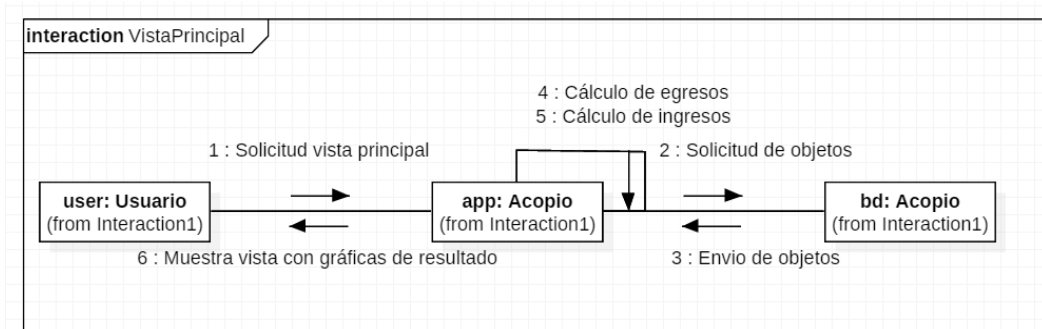 interaction VistaPrincipal
4 : Cálculo de egresos
5 : Cálculo de ingresos
1 : Solicitud vista principal
2 : Solicitud de objetos
user: Usuario
(from Interaction1)
app: Acopio
(from Interaction1)
bd: Acopio
(from Interaction1)
6 : Muestra vista con gráficas de resultado
3 : Envio de objetos